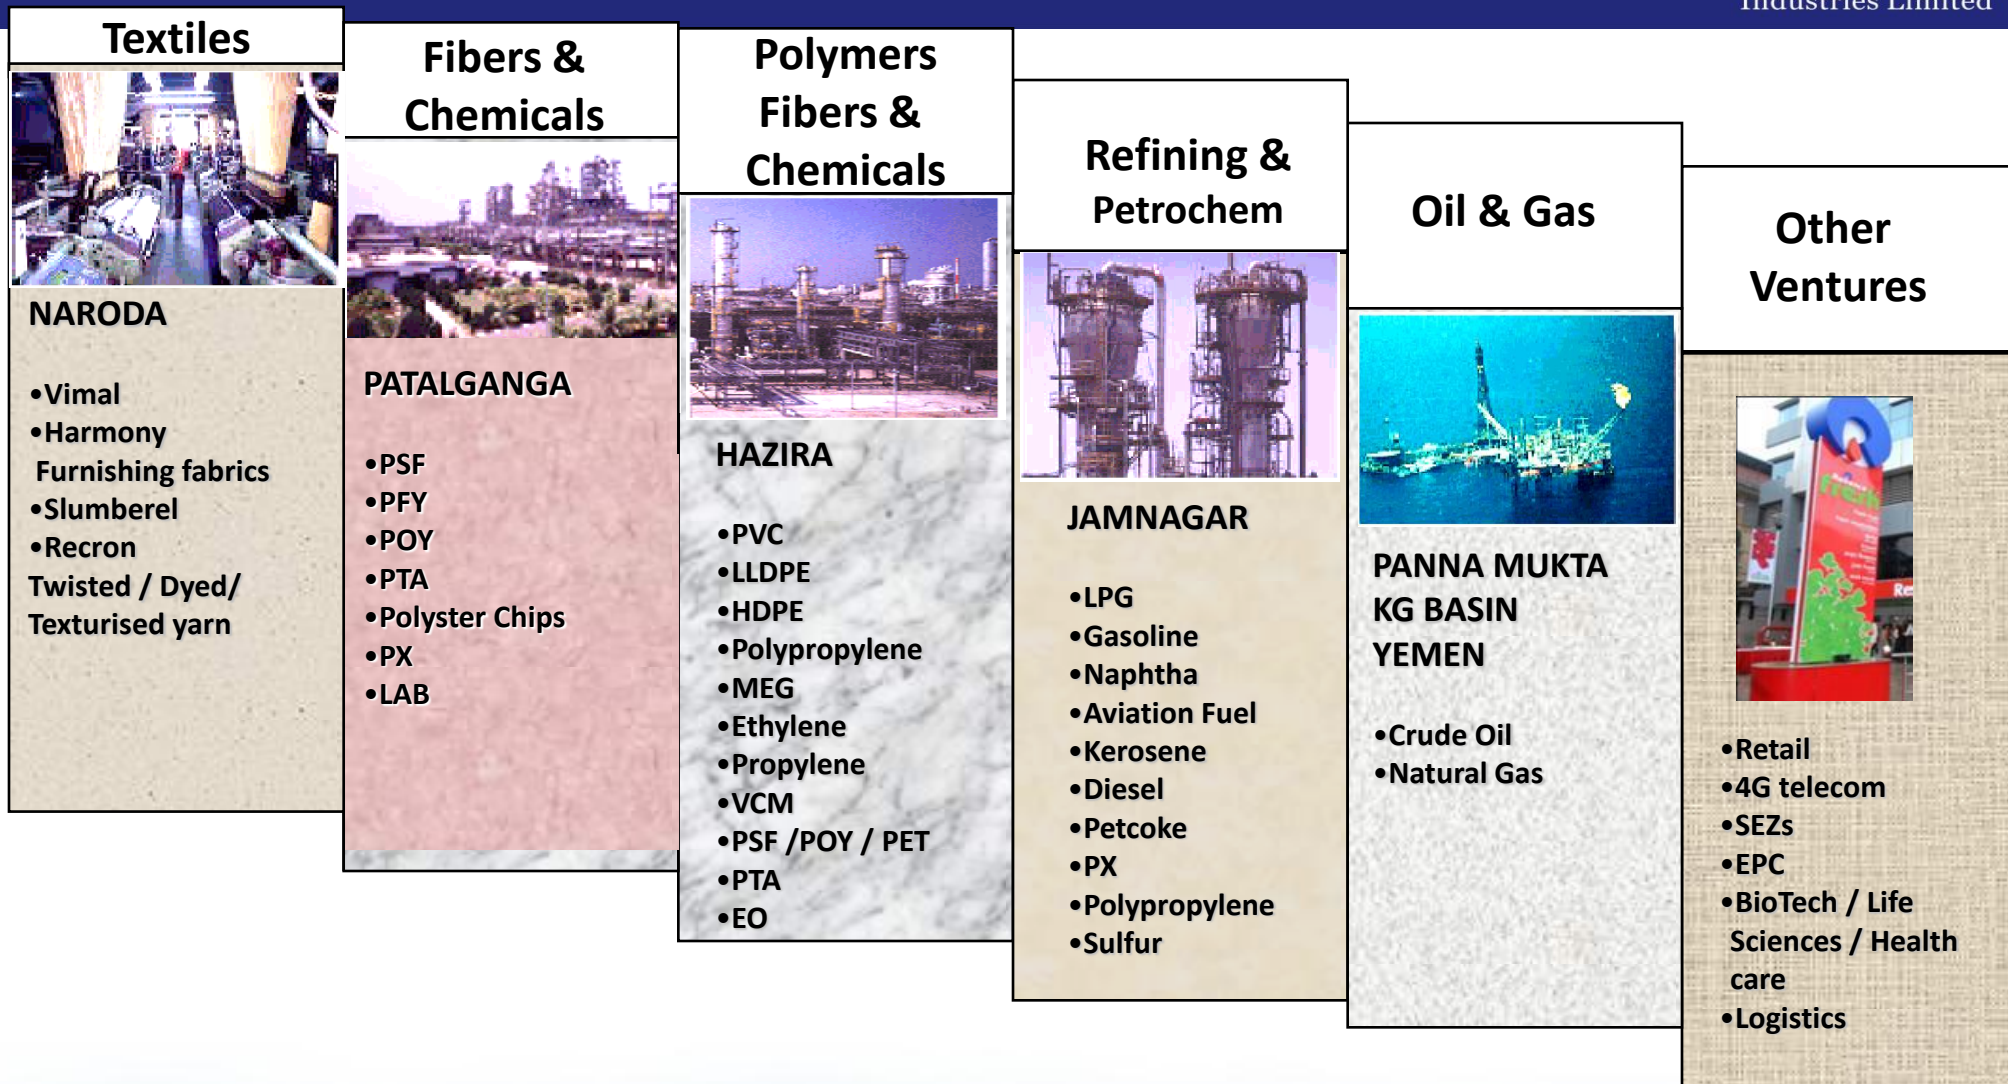 Industries Limited
Textiles
NARODA
•Vimal
•Harmony
Furnishing fabrics
•Slumberel
•Recron
Twisted / Dyed/
Texturised yarn
Fibers &
Chemicals
PATALGANGA
•PSF
•PFY
•POY
•PTA
•Polyster Chips
•PX
•LAB
Polymers
Fibers &
Chemicals
HAZIRA
•PVC
•LLDPE
•HDPE
•Polypropylene
•MEG
•Ethylene
•Propylene
•VCM
•PSF /POY / PET
•PTA
•EO
Refining &
Petrochem
JAMNAGAR
•LPG
•Gasoline
•Naphtha
•Aviation Fuel
•Kerosene
•Diesel
•Petcoke
•PX
•Polypropylene
•Sulfur
Oil & Gas
PANNA MUKTA
KG BASIN
YEMEN
•Crude Oil
•Natural Gas
Other
Ventures
fresh
Re
•Retail
•4G telecom
•SEZs
•EPC
•BioTech / Life
Sciences / Health
care
•Logistics